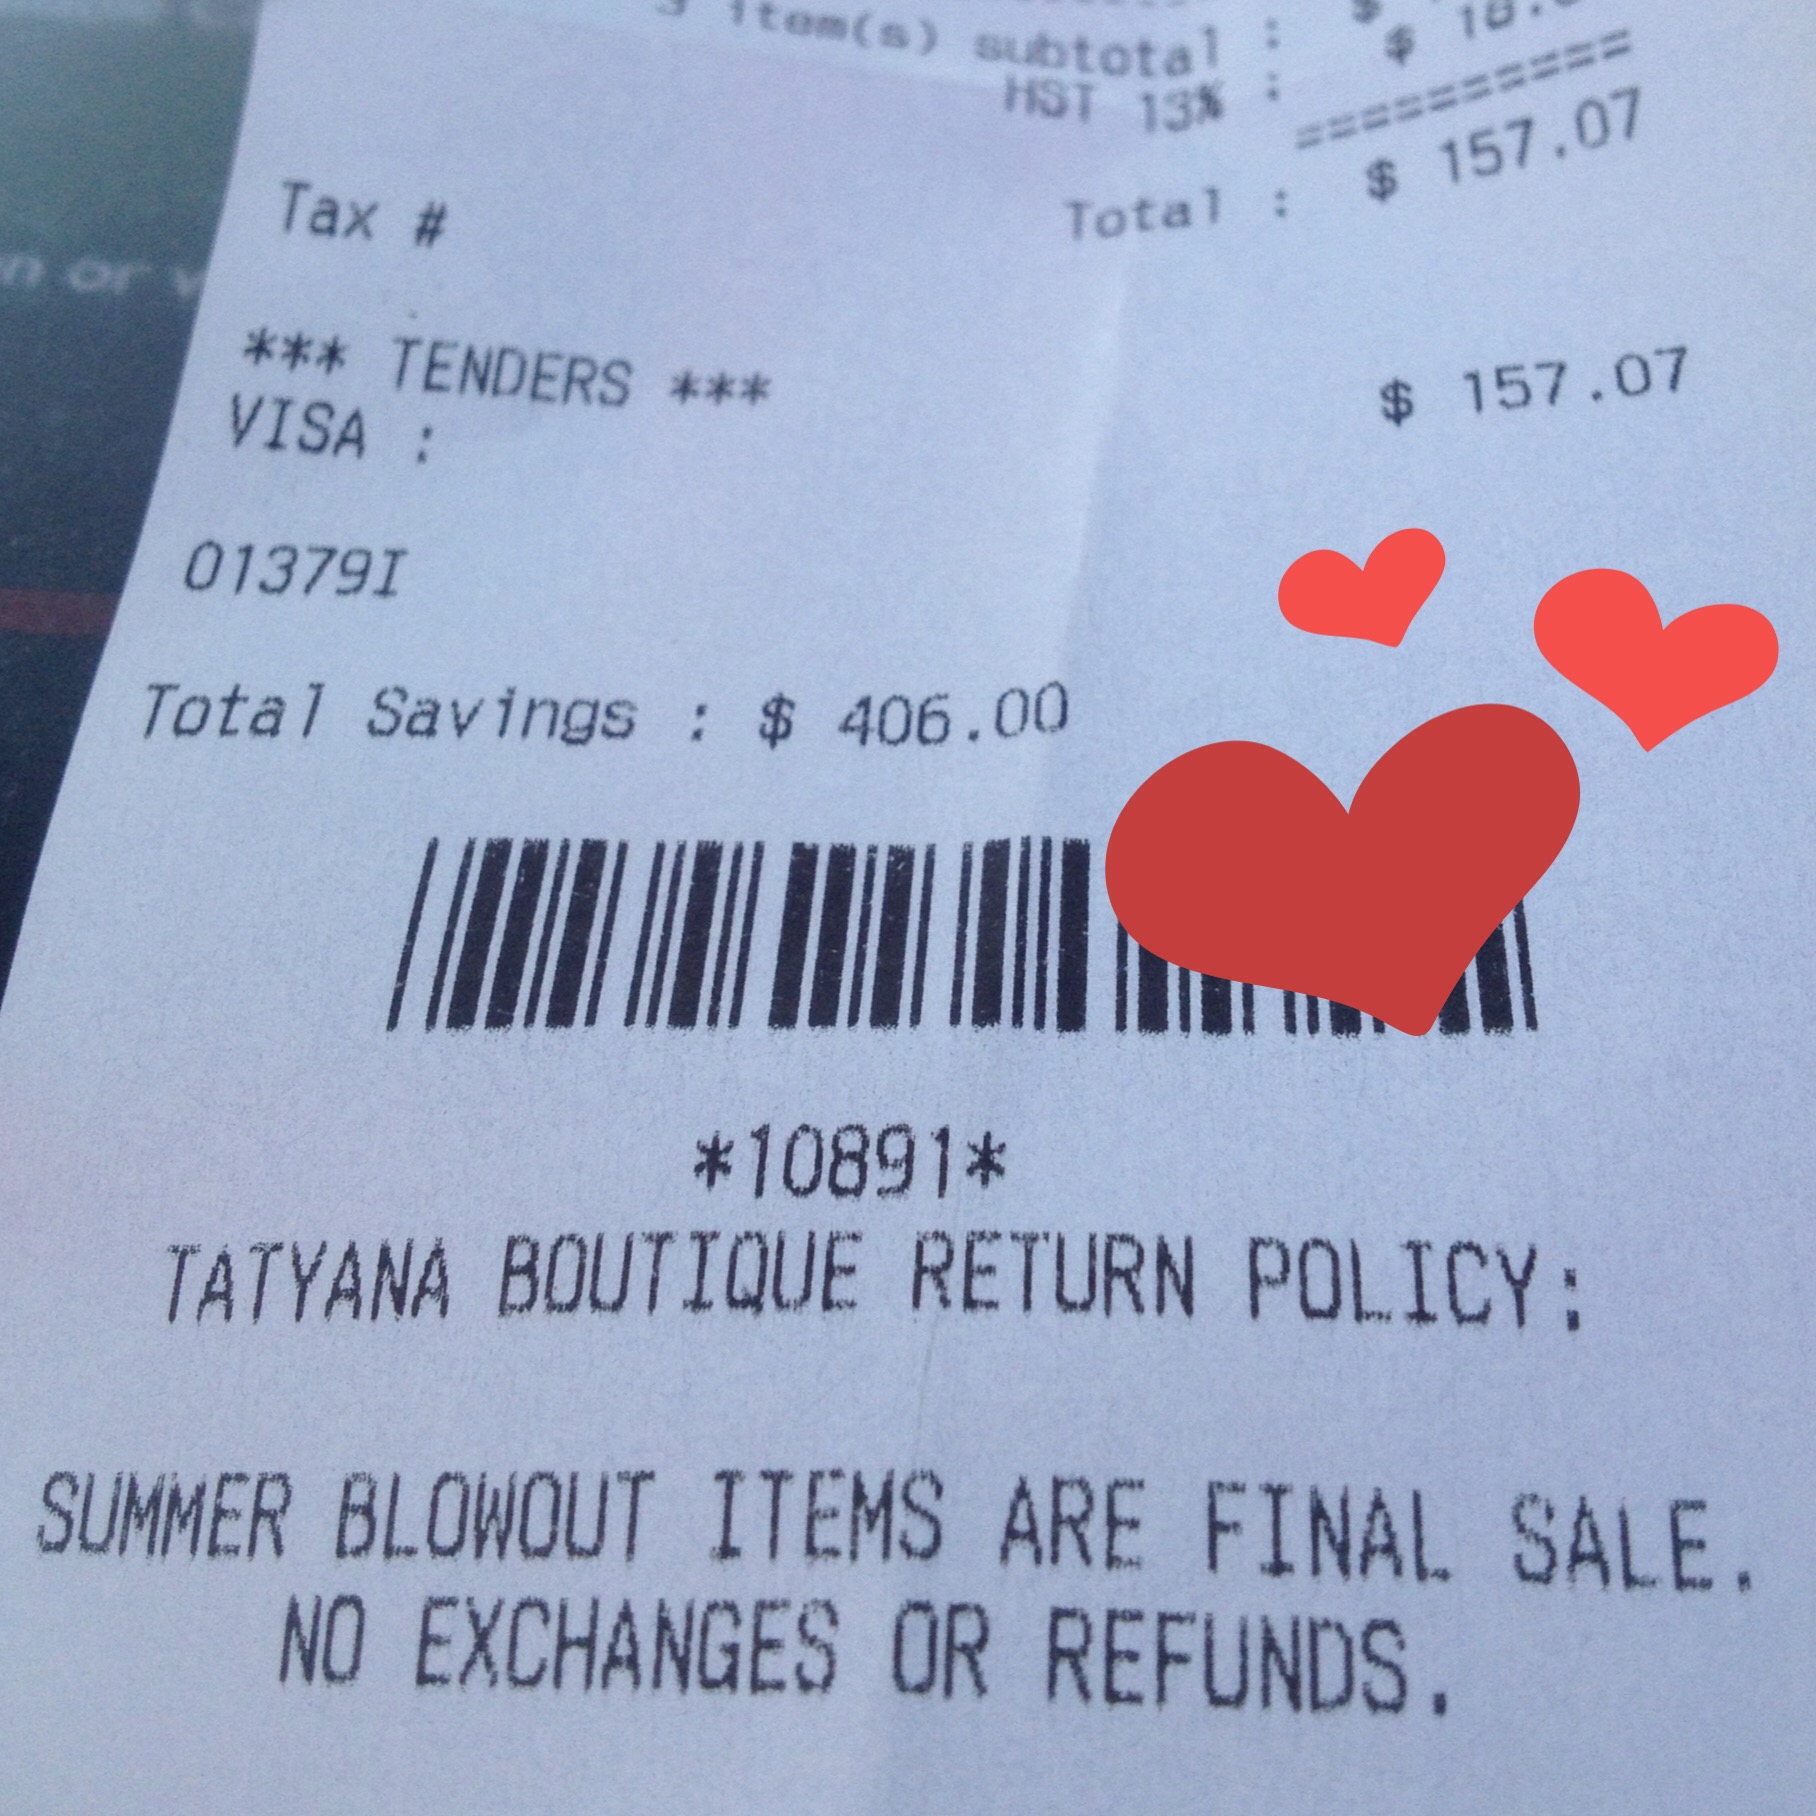 item(s) subtotal : $
HST 13% : $ 18.
==========
Tax # Total : $ 157.07
*** TENDERS ***
VISA : $ 157.07
01379I
Total Savings : $ 406.00
*10891*
TATYANA BOUTIQUE RETURN POLICY:
SUMMER BLOWOUT ITEMS ARE FINAL SALE.
NO EXCHANGES OR REFUNDS.